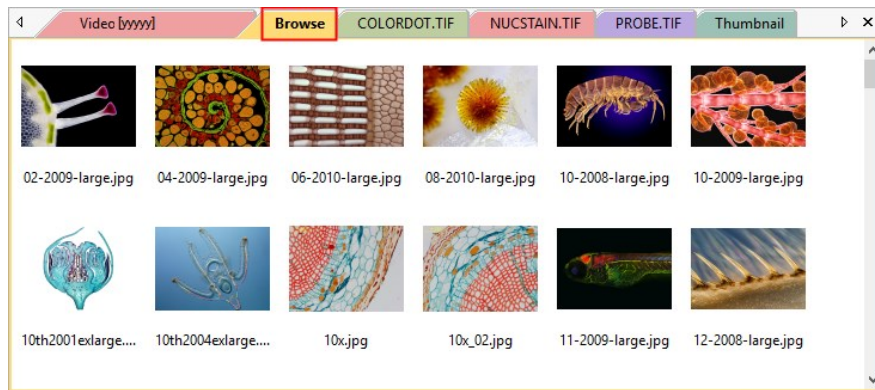 Video [yyyyy]
Browse
COLORDOT.TIF
NUCSTAIN.TIF
PROBE.TIF
Thumbnail
02-2009-large.jpg
04-2009-large.jpg
06-2010-large.jpg
08-2010-large.jpg
10-2008-large.jpg
10-2009-large.jpg
10th2001exlarge....
10th2004exlarge....
10x.jpg
10x_02.jpg
11-2009-large.jpg
12-2008-large.jpg